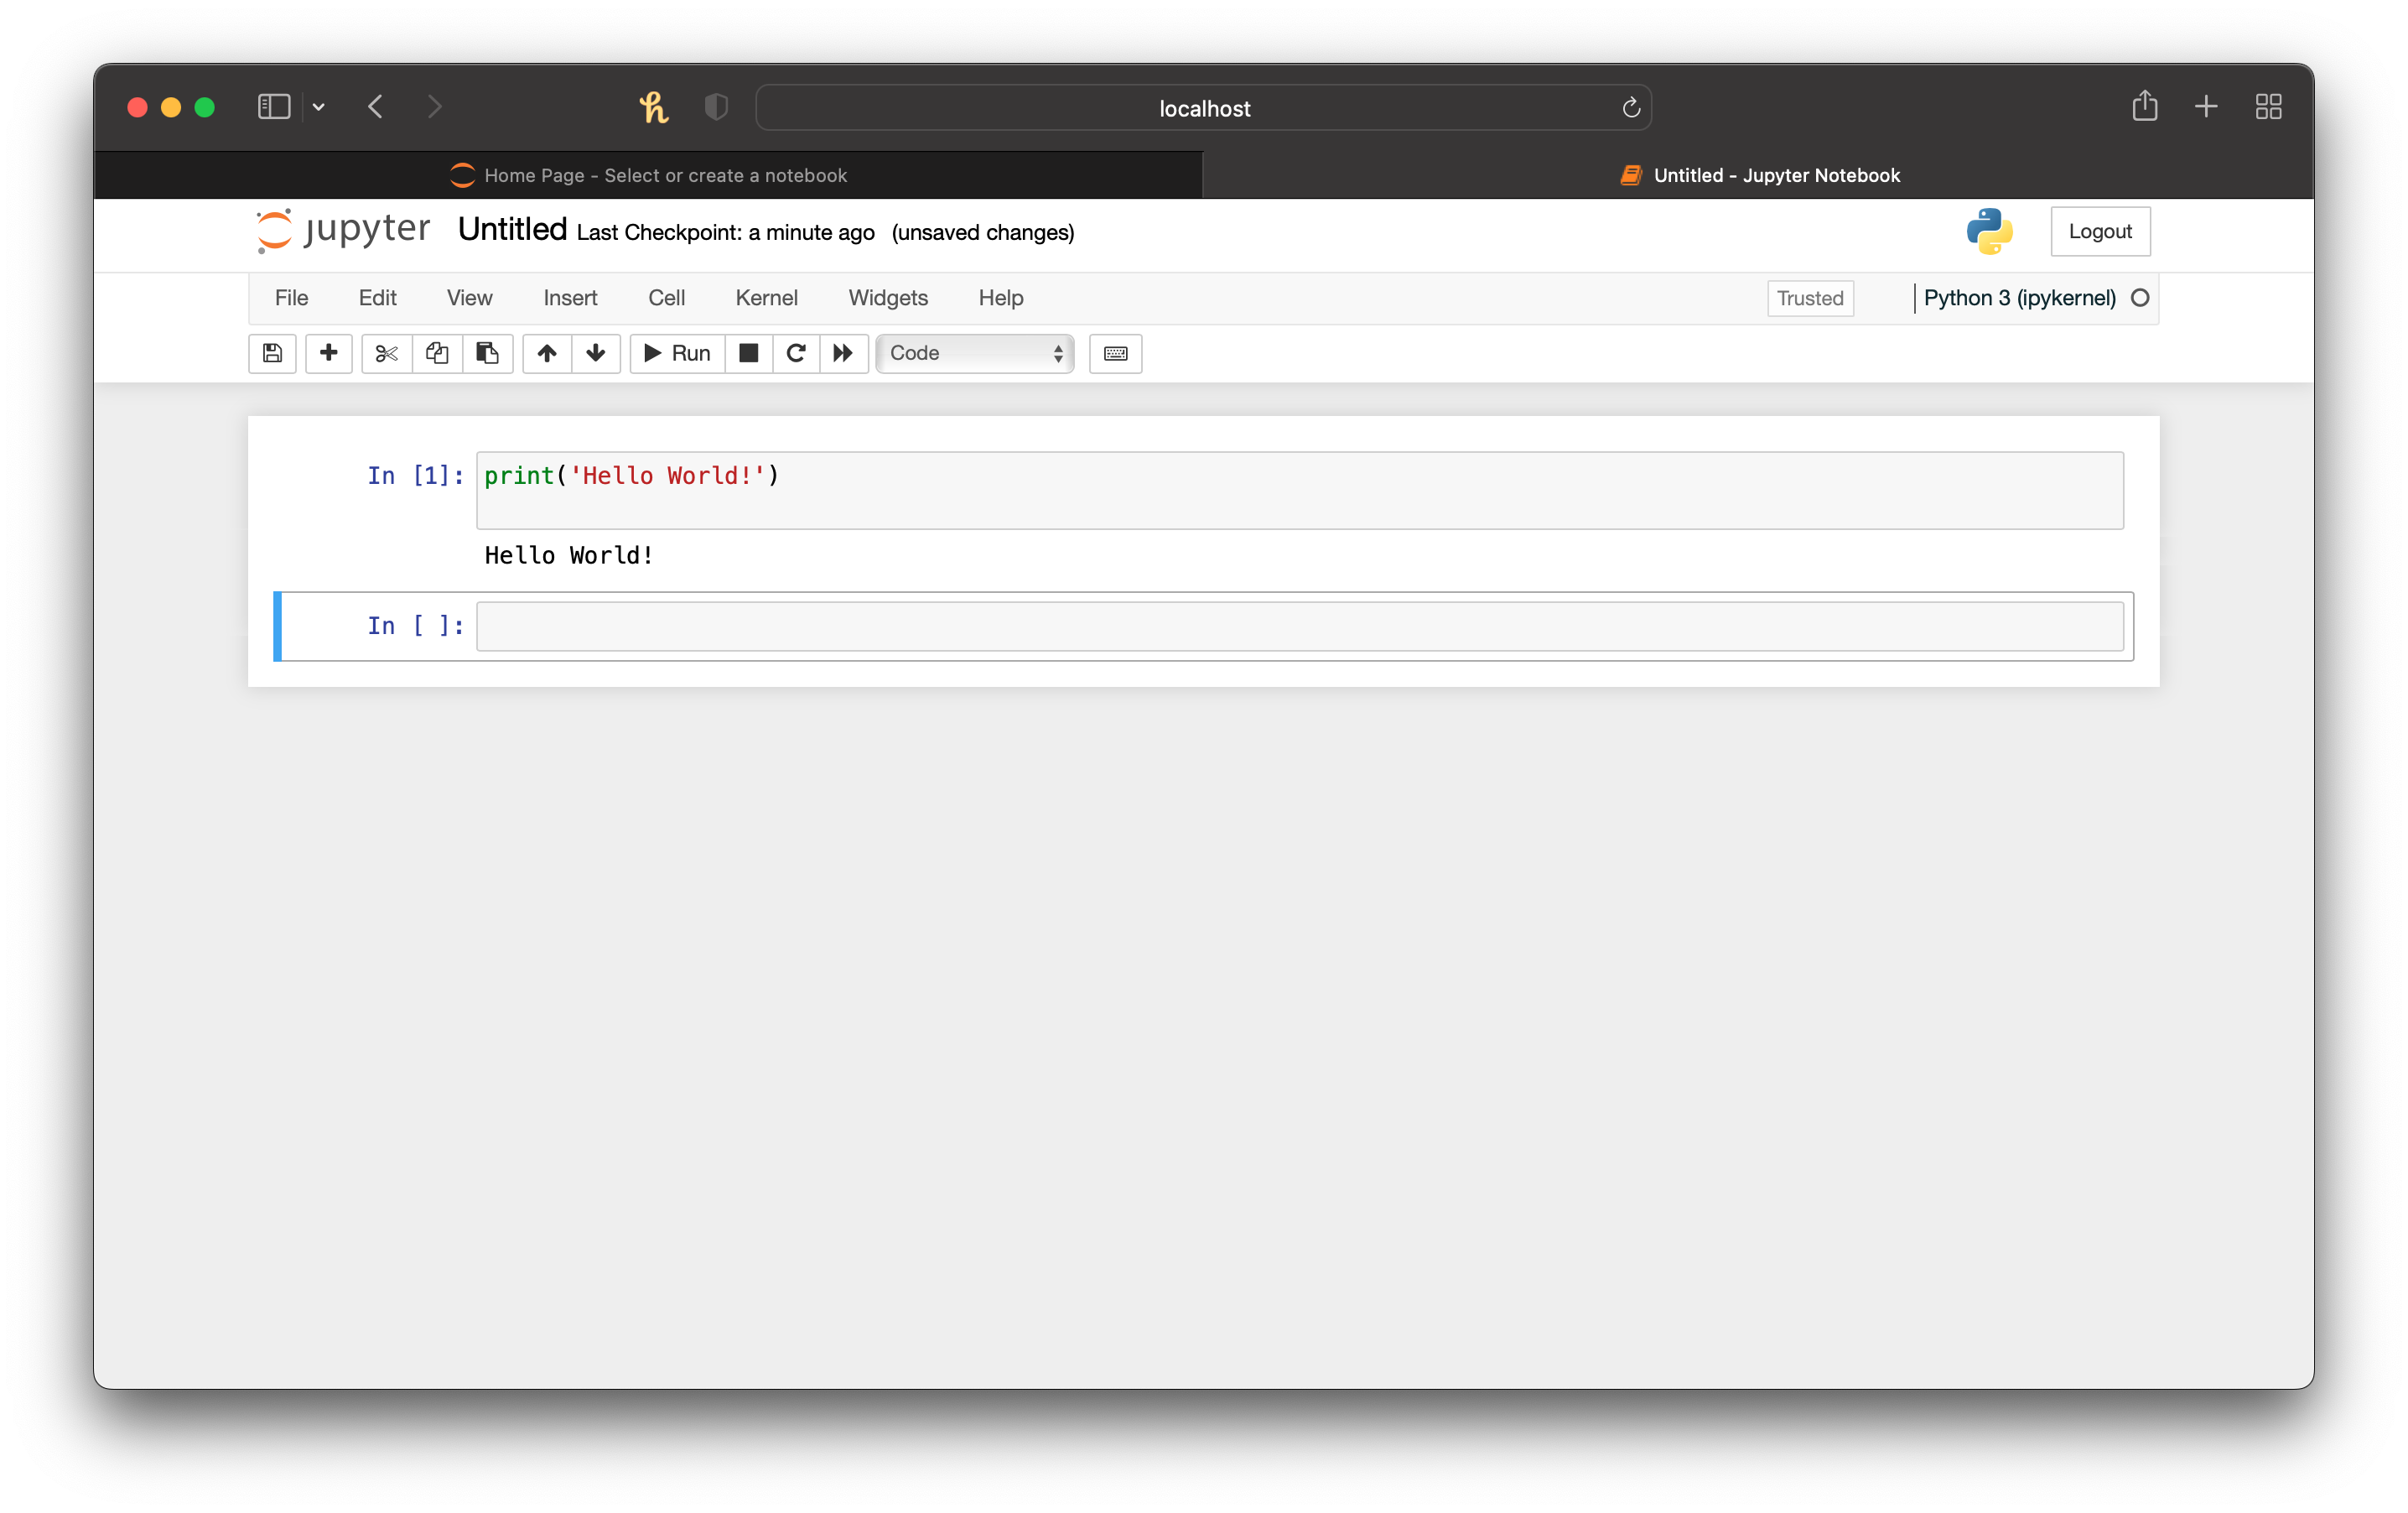 localhost
Home Page - Select or create a notebook
Untitled - Jupyter Notebook
jupyter Untitled Last Checkpoint: a minute ago (unsaved changes)
Logout
File Edit View Insert Cell Kernel Widgets Help
Trusted
Python 3 (ipykernel)
Run
Code
In [1]: print('Hello World!')
Hello World!
In [ ]: